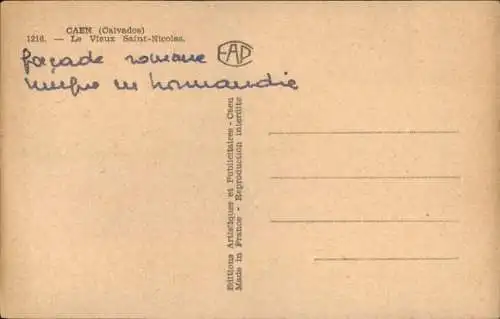 CAEN (Calvados)
1216. — Le Vieux Saint-Nicolas.
EAP
façade romane
unique en Normandie
Editions Artistiques et Publicitaires - Caen
Made in France - Reproduction interdite